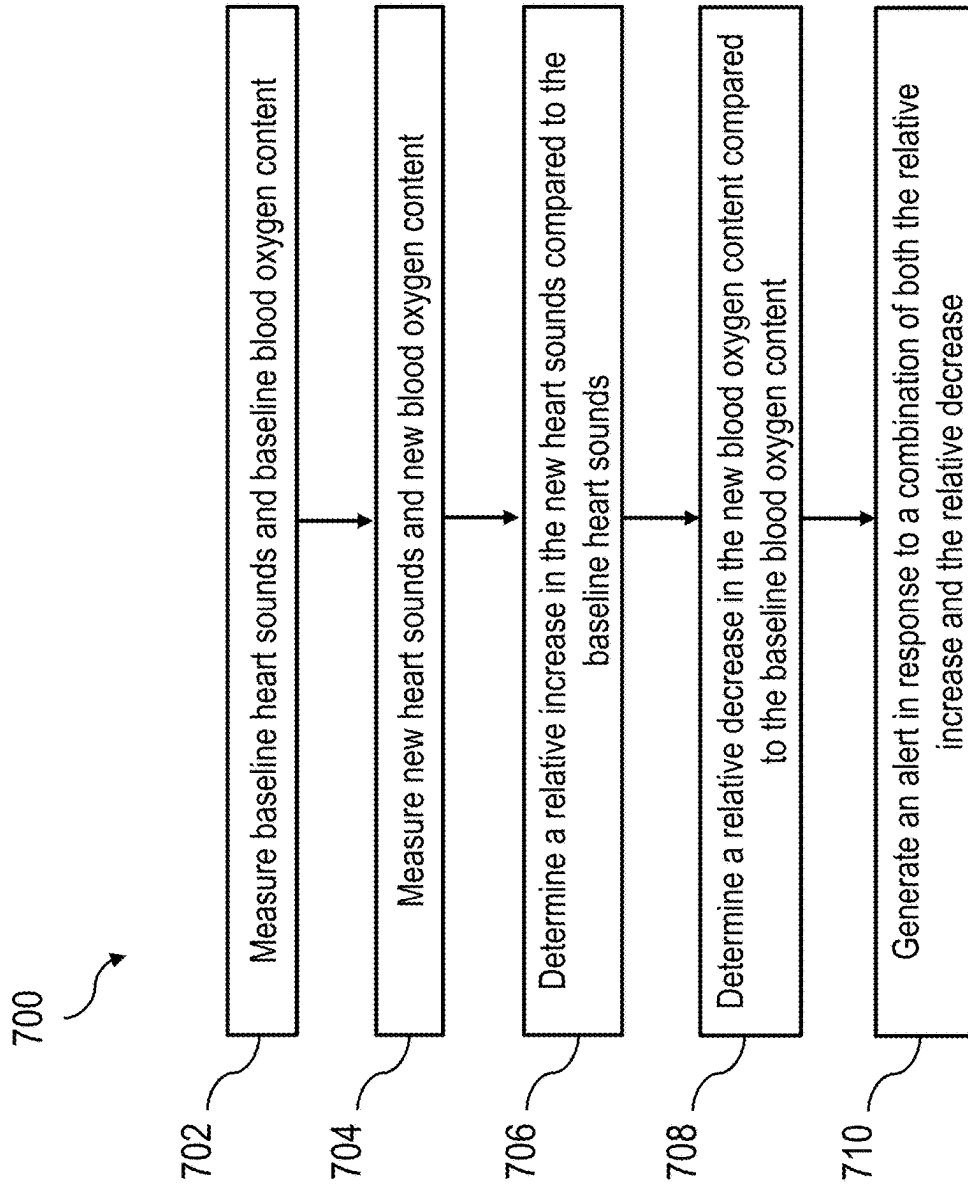 700
702
Measure baseline heart sounds and baseline blood oxygen content
704
Measure new heart sounds and new blood oxygen content
706
Determine a relative increase in the new heart sounds compared to the
baseline heart sounds
708
Determine a relative decrease in the new blood oxygen content compared
to the baseline blood oxygen content
710
Generate an alert in response to a combination of both the relative
increase and the relative decrease